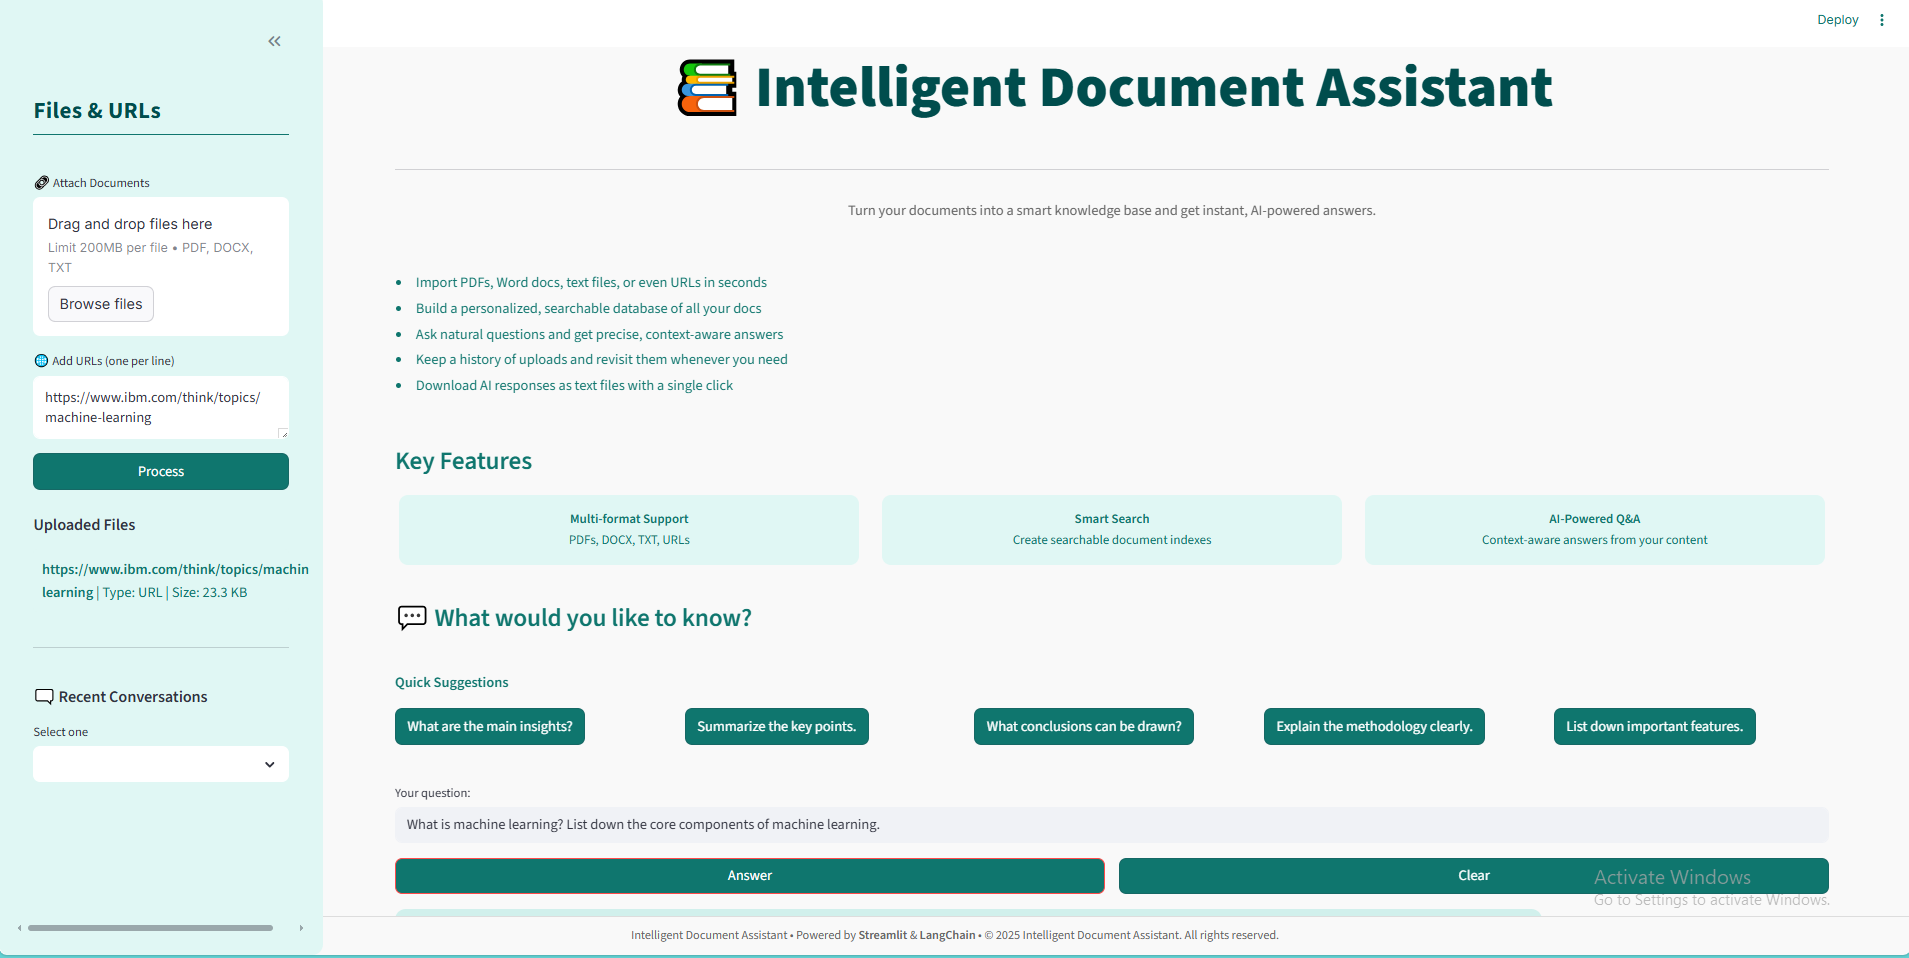 Deploy
Files & URLs
Attach Documents
Drag and drop files here
Limit 200MB per file • PDF, DOCX,
TXT
Browse files
Add URLs (one per line)
https://www.ibm.com/think/topics/
machine-learning
Process
Uploaded Files
https://www.ibm.com/think/topics/machin
learning | Type: URL | Size: 23.3 KB
Recent Conversations
Select one
Intelligent Document Assistant
Turn your documents into a smart knowledge base and get instant, AI-powered answers.
• Import PDFs, Word docs, text files, or even URLs in seconds
• Build a personalized, searchable database of all your docs
• Ask natural questions and get precise, context-aware answers
• Keep a history of uploads and revisit them whenever you need
• Download AI responses as text files with a single click
Key Features
Multi-format Support
PDFs, DOCX, TXT, URLs
Smart Search
Create searchable document indexes
AI-Powered Q&A
Context-aware answers from your content
What would you like to know?
Quick Suggestions
What are the main insights?
Summarize the key points.
What conclusions can be drawn?
Explain the methodology clearly.
List down important features.
Your question:
What is machine learning? List down the core components of machine learning.
Answer
Clear
Activate Windows
Go to Settings to activate Windows.
Intelligent Document Assistant • Powered by Streamlit & LangChain • © 2025 Intelligent Document Assistant. All rights reserved.